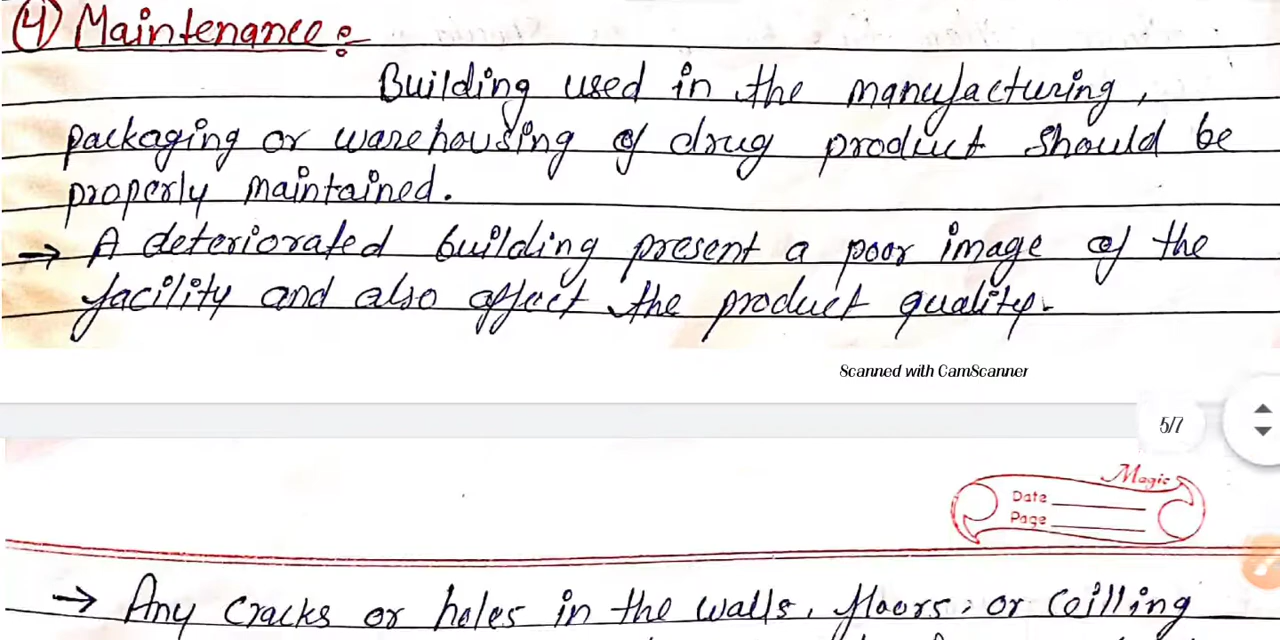 (4) Maintenance :-
Building used in the manufacturing,
packaging or warehousing of drug product should be
properly maintained.
→ A deteriorated building present a poor image of the
facility and also affect the product quality.
Scanned with CamScanner
5/7
Magic
Date
Page
→ Any cracks or holes in the walls, floors, or ceilling